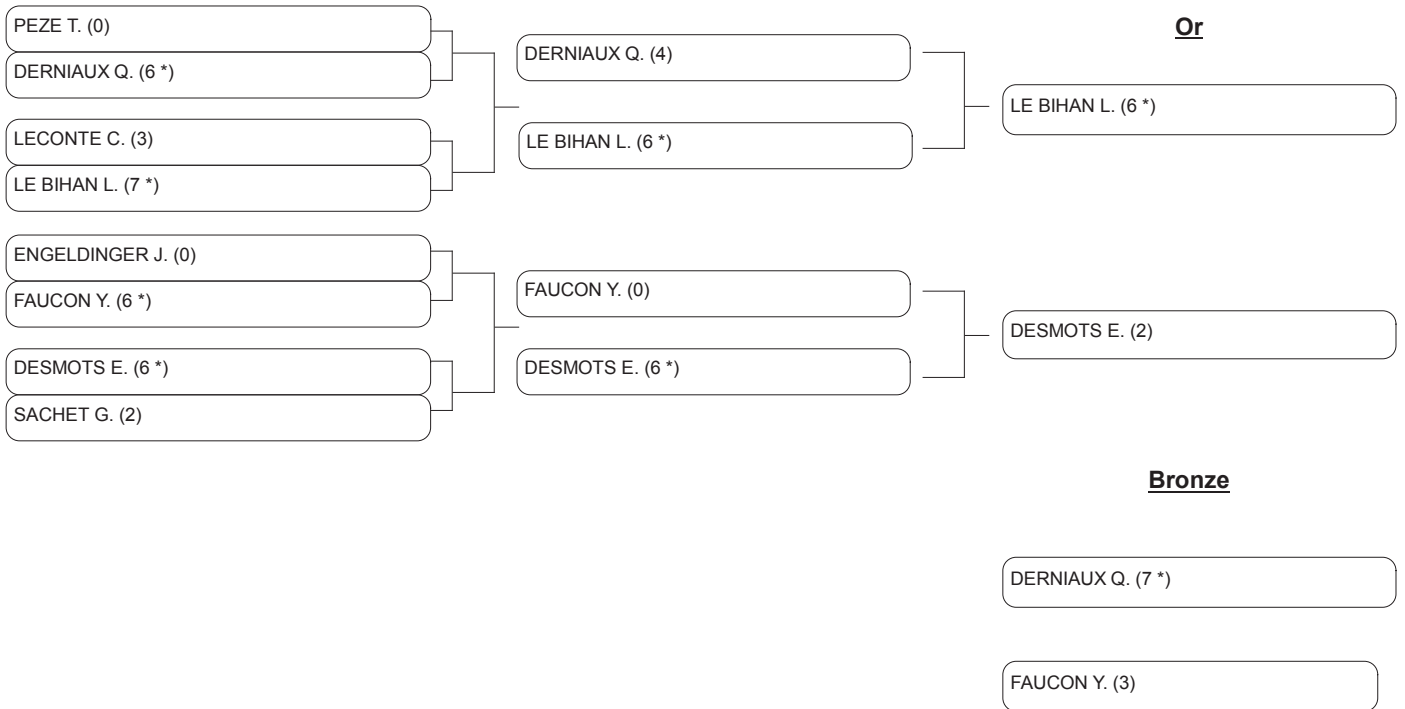 PEZE T. (0)
DERNIAUX Q. (6 *)
LECONTE C. (3)
LE BIHAN L. (7 *)
ENGELDINGER J. (0)
FAUCON Y. (6 *)
DESMOTS E. (6 *)
SACHET G. (2)
DERNIAUX Q. (4)
LE BIHAN L. (6 *)
FAUCON Y. (0)
DESMOTS E. (6 *)
Or
LE BIHAN L. (6 *)
DESMOTS E. (2)
Bronze
DERNIAUX Q. (7 *)
FAUCON Y. (3)